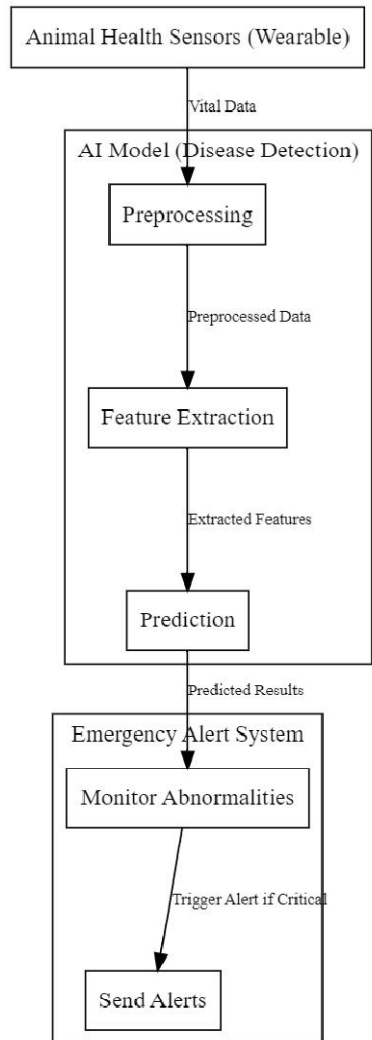 Animal Health Sensors (Wearable)
Vital Data
AI Model (Disease Detection)
Preprocessing
Preprocessed Data
Feature Extraction
Extracted Features
Prediction
Predicted Results
Emergency Alert System
Monitor Abnormalities
Trigger Alert if Critical
Send Alerts